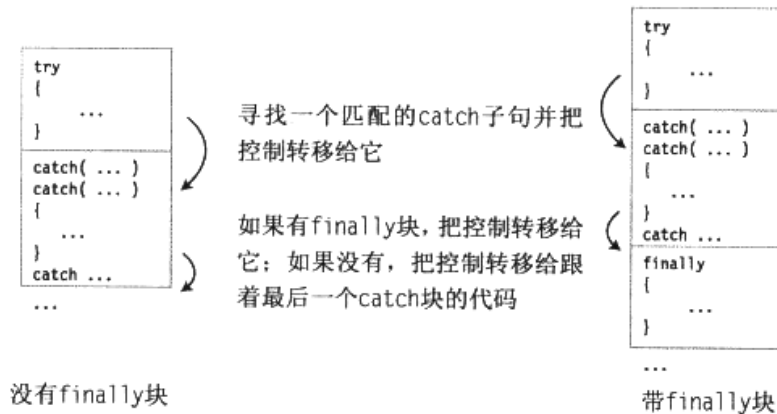 try
{
...
}
catch( ... )
catch( ... )
{
...
}
catch ...
...
没有finally块
寻找一个匹配的catch子句并把
控制转移给它
如果有finally块，把控制转移给
它；如果没有，把控制转移给跟
着最后一个catch块的代码
try
{
...
}
catch( ... )
catch( ... )
{
...
}
catch ...
finally
{
...
}
...
带finally块